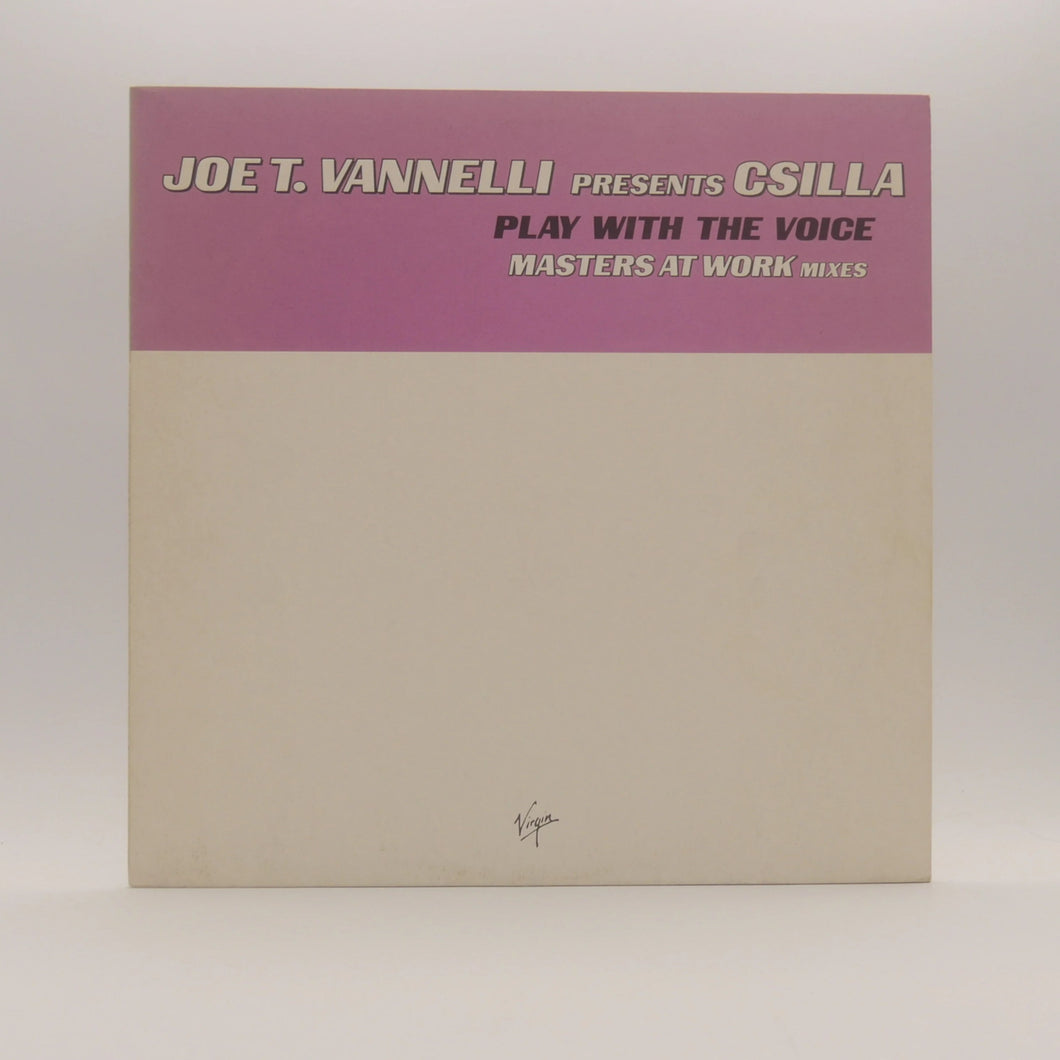 JOE T. VANNELLI PRESENTS CSILLA
PLAY WITH THE VOICE
MASTERS AT WORK MIXES
Virgin